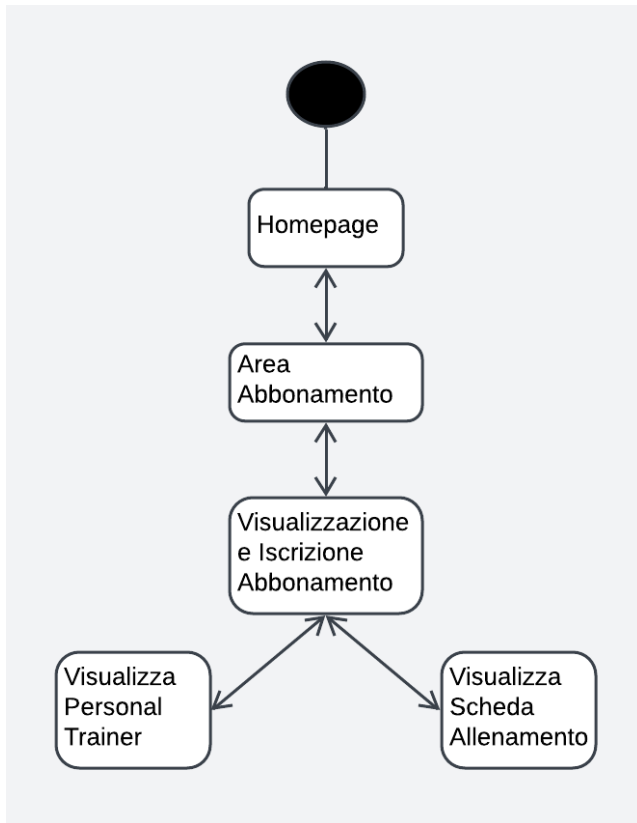 Homepage
Area
Abbonamento
Visualizzazione
e Iscrizione
Abbonamento
Visualizza
Personal
Trainer
Visualizza
Scheda
Allenamento